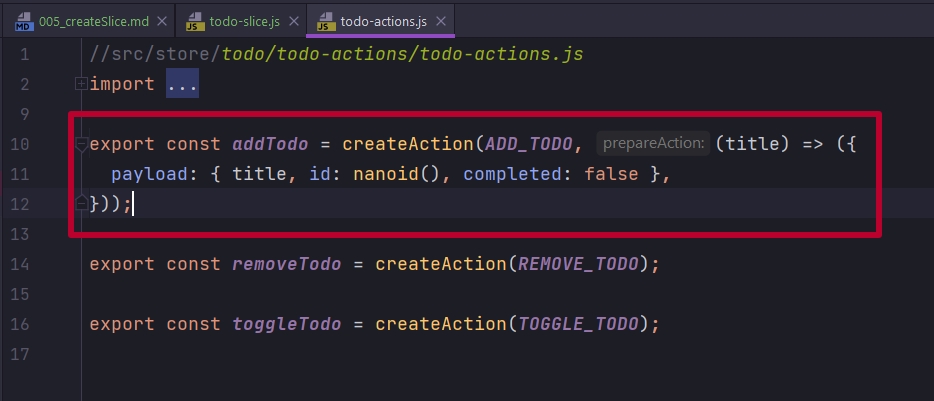 005_createSlice.md todo-slice.js todo-actions.js
1 //src/store/todo/todo-actions/todo-actions.js
2 import ...
9
10 export const addTodo = createAction(ADD_TODO, prepareAction: (title) => ({
11 payload: { title, id: nanoid(), completed: false },
12 }));
13
14 export const removeTodo = createAction(REMOVE_TODO);
15
16 export const toggleTodo = createAction(TOGGLE_TODO);
17